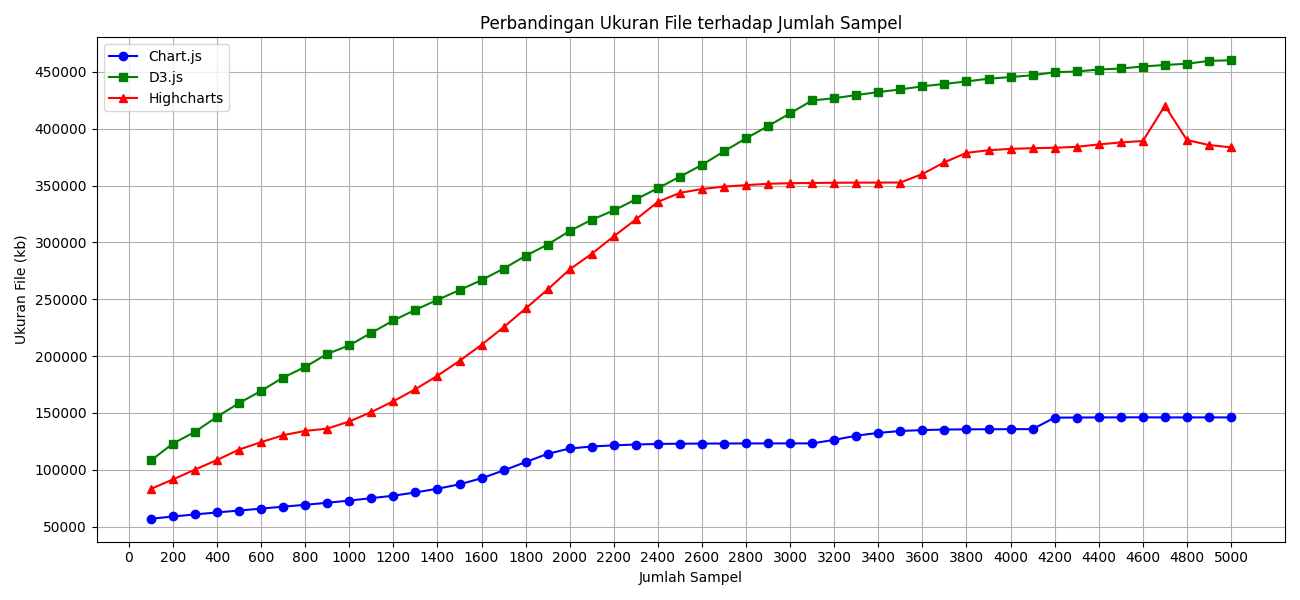 Perbandingan Ukuran File terhadap Jumlah Sampel
Chart.js
D3.js
Highcharts
Ukuran File (kb)
450000
400000
350000
300000
250000
200000
150000
100000
50000
0 200 400 600 800 1000 1200 1400 1600 1800 2000 2200 2400 2600 2800 3000 3200 3400 3600 3800 4000 4200 4400 4600 4800 5000
Jumlah Sampel